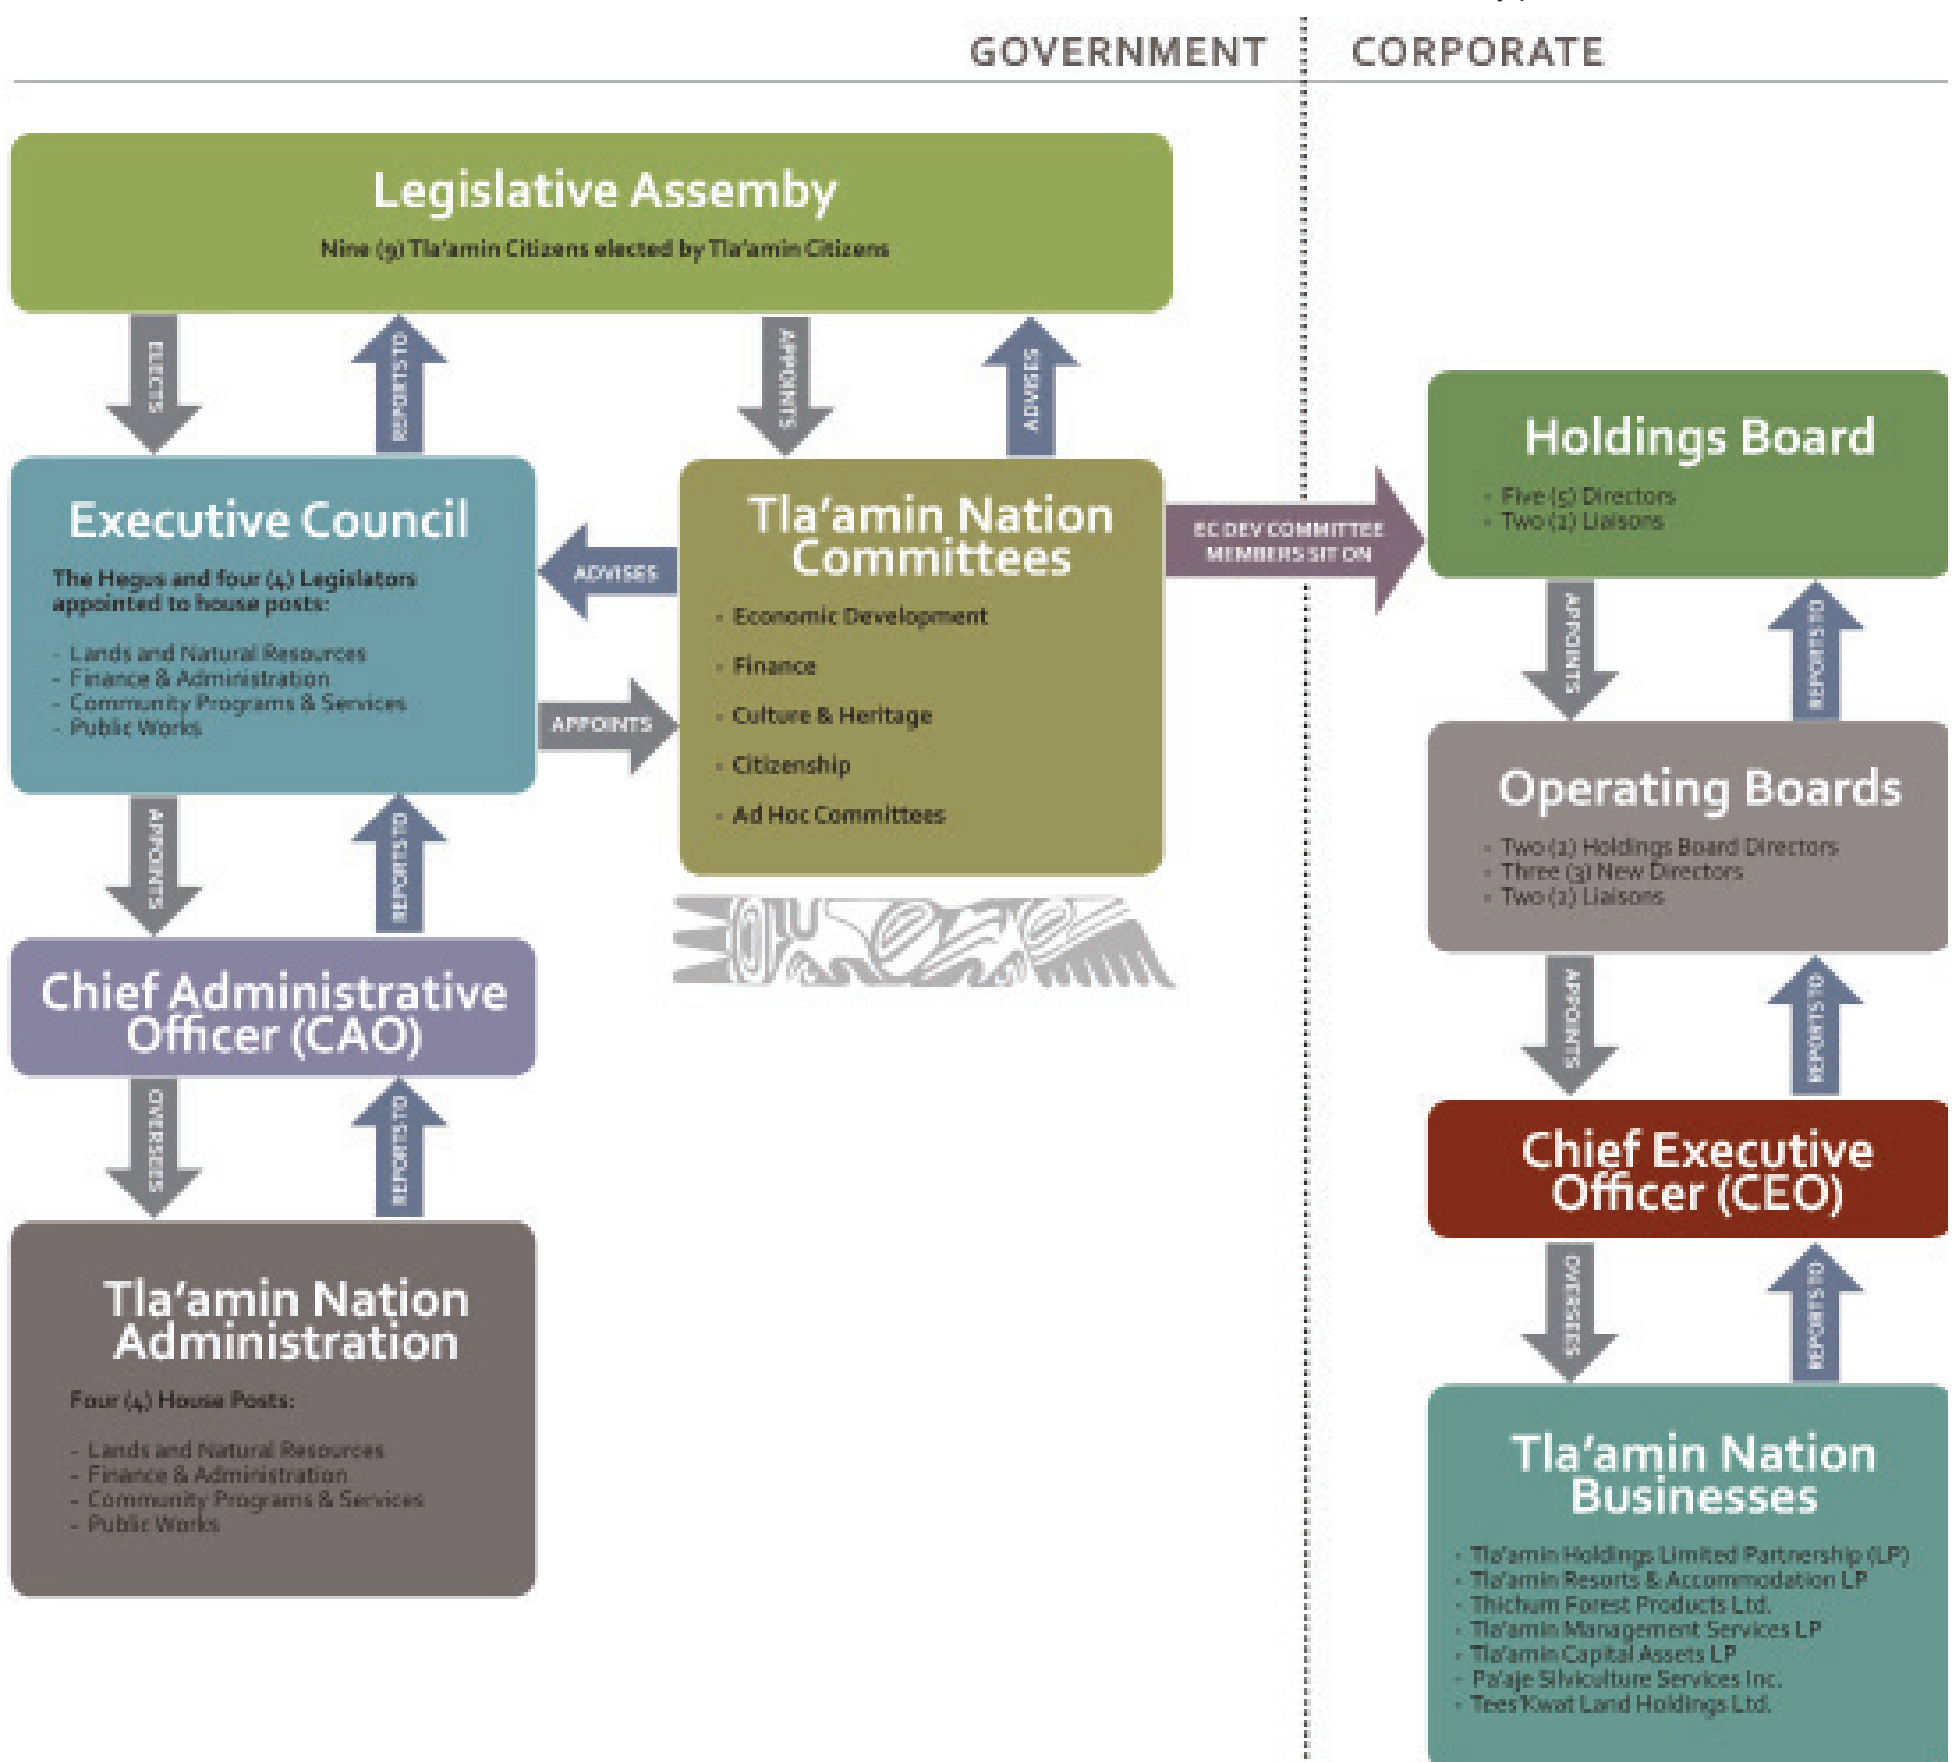 GOVERNMENT
CORPORATE
Legislative Assemby
Nine (9) Tla'amin Citizens elected by Tla'amin Citizens
ELECTS
REPORTS TO
APPOINTS
ADVISES
Executive Council
The Hegus and four (4) Legislators
appointed to house posts:
- Lands and Natural Resources
- Finance & Administration
- Community Programs & Services
- Public Works
ADVISES
APPOINTS
Tla'amin Nation
Committees
- Economic Development
- Finance
- Culture & Heritage
- Citizenship
- Ad Hoc Committees
EC DEV COMMITTEE
MEMBERS SIT ON
Holdings Board
- Five (5) Directors
- Two (2) Liaisons
APPOINTS
REPORTS TO
Operating Boards
- Two (2) Holdings Board Directors
- Three (3) New Directors
- Two (2) Liaisons
APPOINTS
REPORTS TO
Chief Administrative
Officer (CAO)
OVERSEES
REPORTS TO
Tla'amin Nation
Administration
Four (4) House Posts:
- Lands and Natural Resources
- Finance & Administration
- Community Programs & Services
- Public Works
APPOINTS
REPORTS TO
Chief Executive
Officer (CEO)
OVERSEES
REPORTS TO
Tla'amin Nation
Businesses
- Tla'amin Holdings Limited Partnership (LP)
- Tla'amin Resorts & Accommodation LP
- Thichum Forest Products Ltd.
- Tla'amin Management Services LP
- Tla'amin Capital Assets LP
- Pa'aje Silviculture Services Inc.
- Tees'Kwat Land Holdings Ltd.